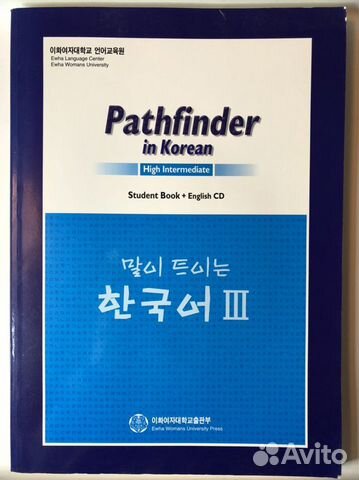 이화여자대학교 언어교육원
Ewha Language Center
Ewha Womans University
Pathfinder
in Korean
High Intermediate
Student Book + English CD
말이 트이는
한국어 III
이화여자대학교출판부
Ewha Womans University Press
Avito